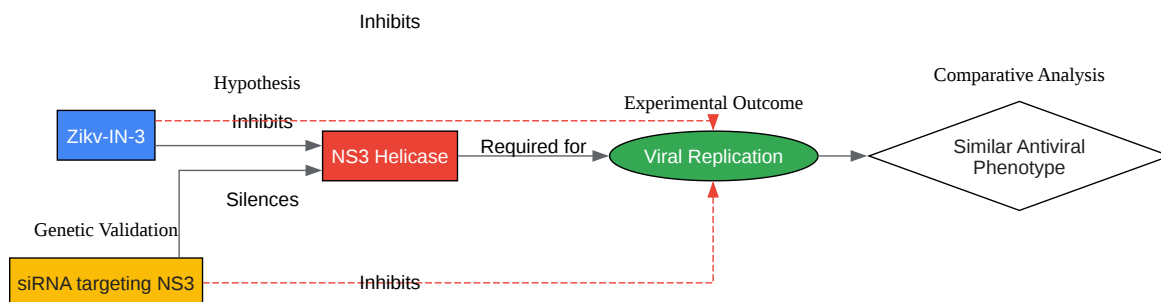 Inhibits
Hypothesis
Comparative Analysis
Experimental Outcome
Zikv-IN-3
Inhibits
NS3 Helicase
Required for
Viral Replication
Similar Antiviral
Phenotype
Silences
Genetic Validation
siRNA targeting NS3
Inhibits